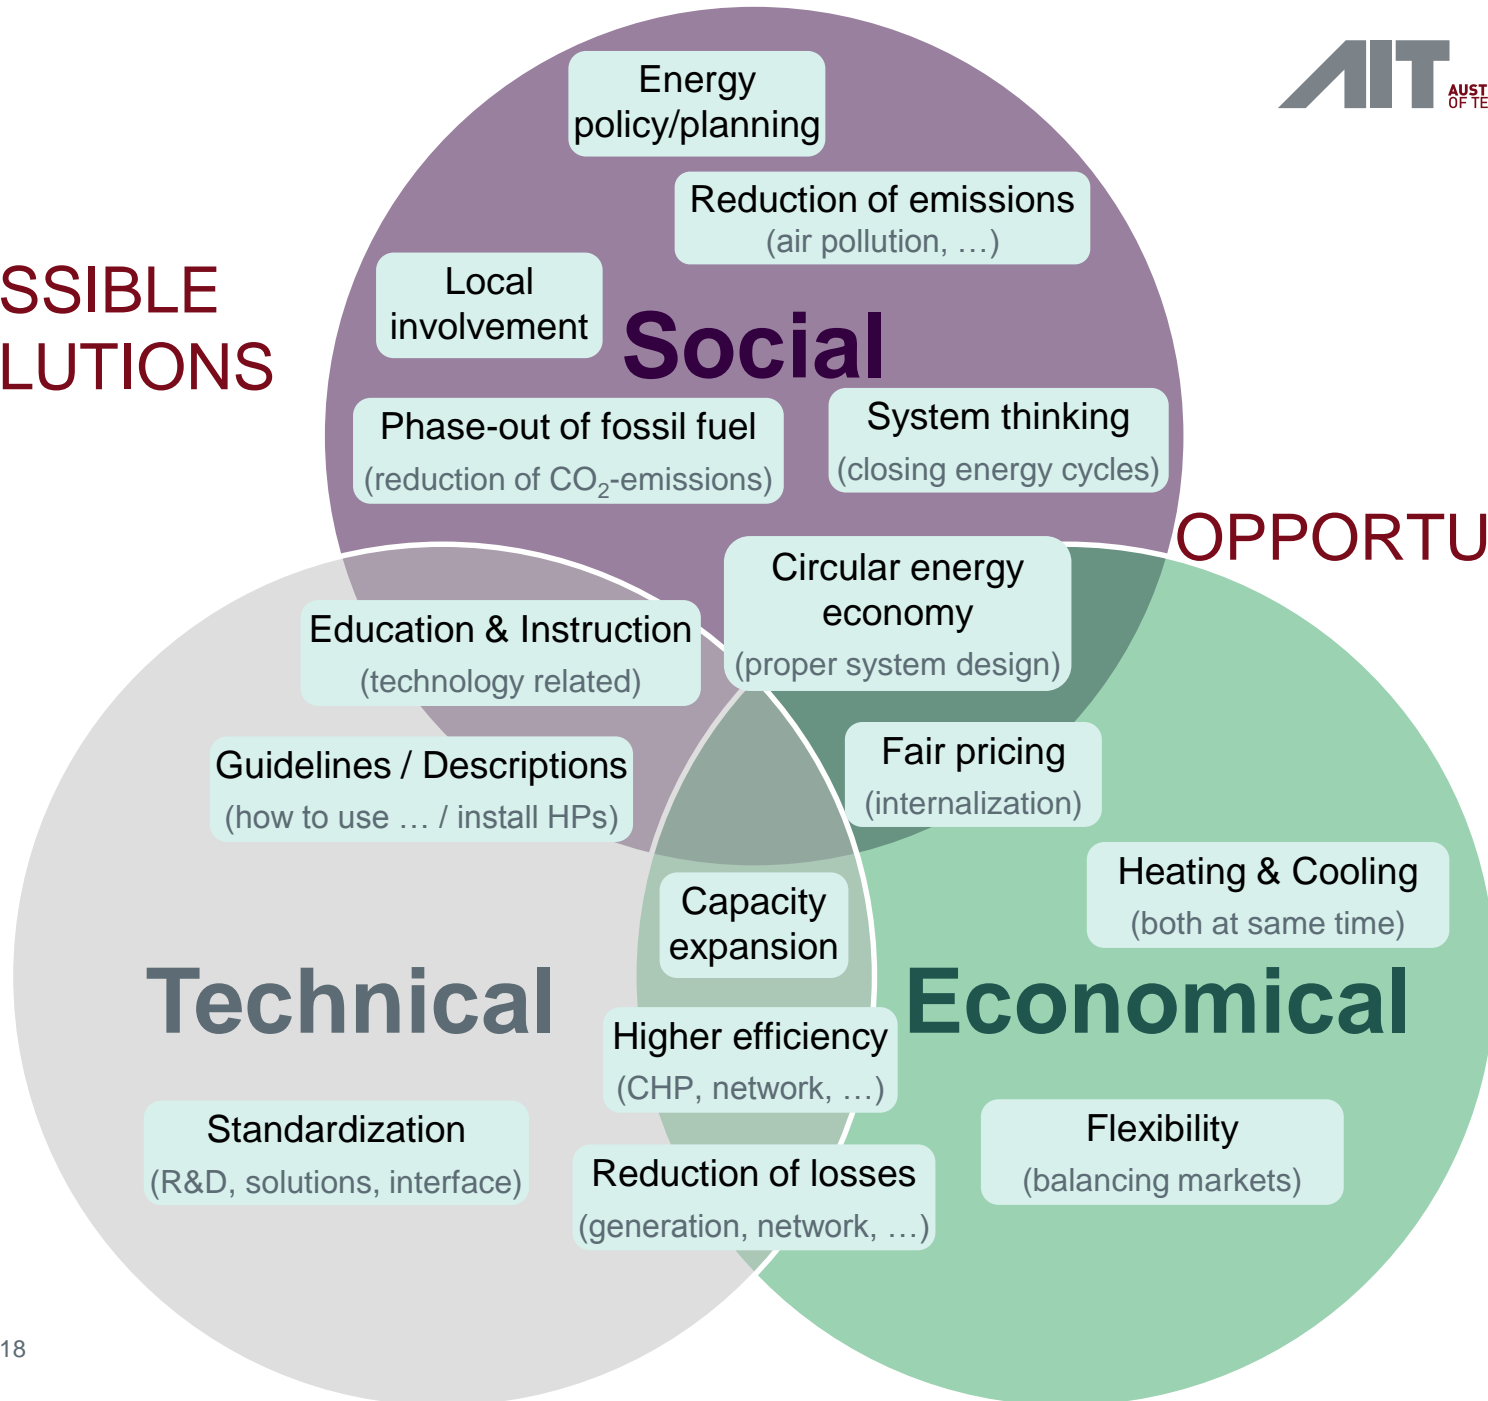 Energy
policy/planning
AIT
AUST
OF TE
Reduction of emissions
(air pollution, …)
SSIBLE
LUTIONS
Local
involvement
Social
Phase-out of fossil fuel
(reduction of CO₂-emissions)
System thinking
(closing energy cycles)
OPPORTU
Circular energy
economy
(proper system design)
Education & Instruction
(technology related)
Guidelines / Descriptions
(how to use … / install HPs)
Fair pricing
(internalization)
Heating & Cooling
(both at same time)
Capacity
expansion
Technical
Economical
Higher efficiency
(CHP, network, …)
Standardization
(R&D, solutions, interface)
Reduction of losses
(generation, network, …)
Flexibility
(balancing markets)
18